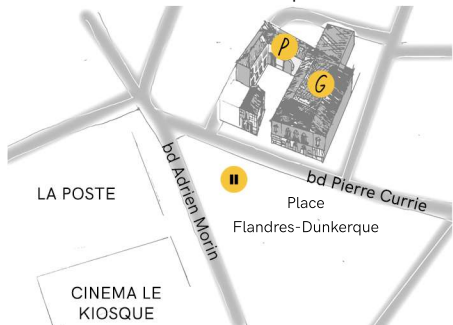 P
G
bd Adrien Morin
bd Pierre Currie
LA POSTE
Place
Flandres-Dunkerque
CINEMA LE
KIOSQUE